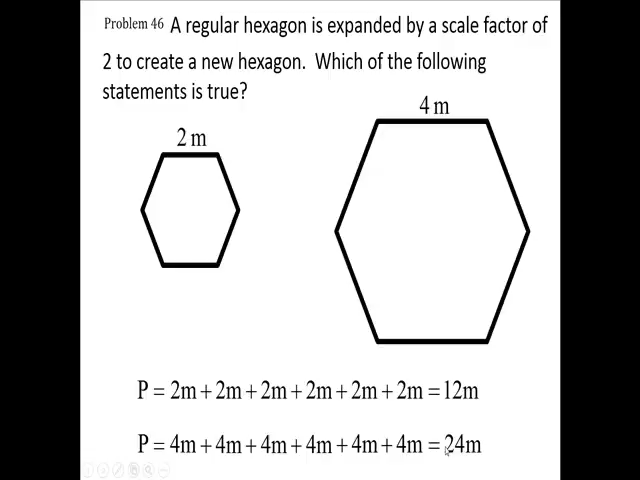 Problem 46 A regular hexagon is expanded by a scale factor of
2 to create a new hexagon. Which of the following
statements is true?
4 m
2 m
P = 2m + 2m + 2m + 2m + 2m + 2m = 12m
P = 4m + 4m + 4m + 4m + 4m + 4m = 24m